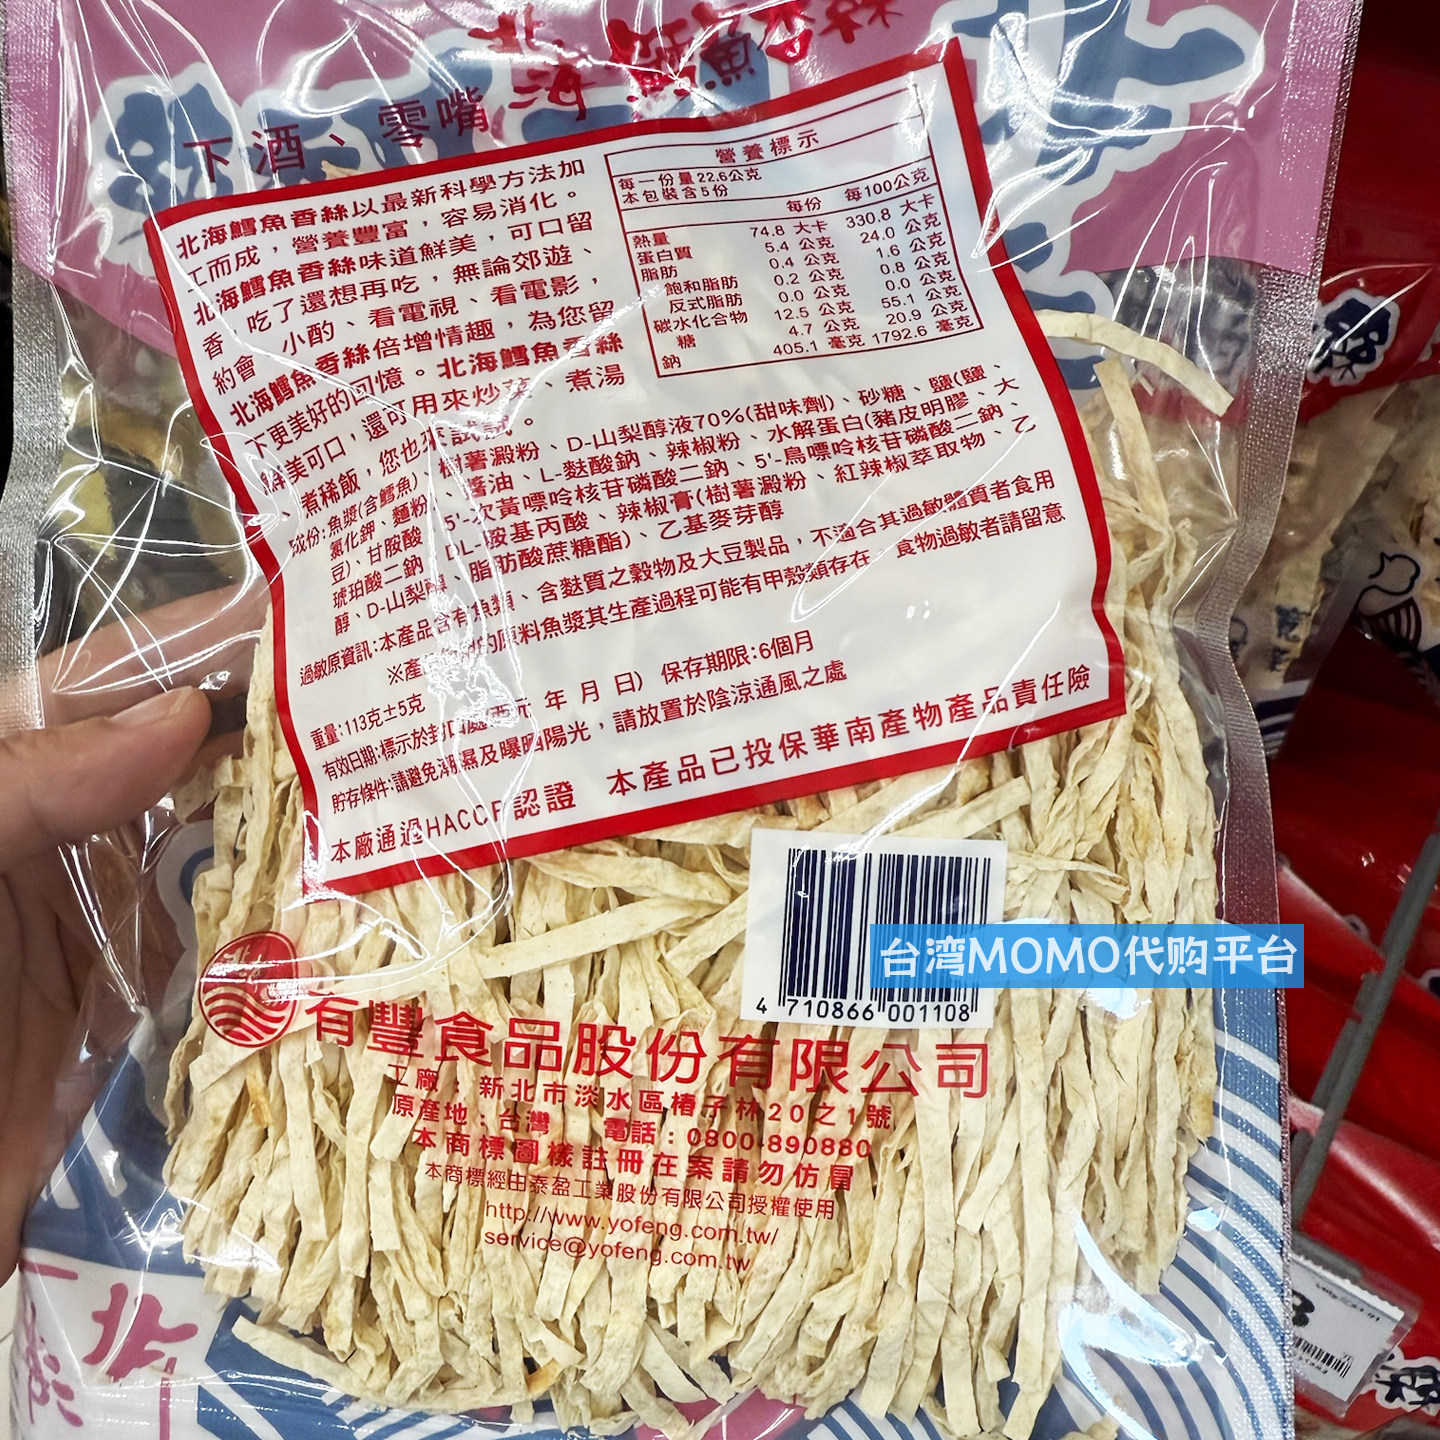 北海鱈魚香絲
下酒、零嘴
北海鱈魚香絲以最新科學方法加
工而成，營養豐富，容易消化。
北海鱈魚香絲味道鮮美，可口留
香，吃了還想再吃，無論郊遊、
約會、小酌、看電視、看電影，
北海鱈魚香絲倍增情趣，為您留
下更美好的回憶。北海鱈魚香絲
鮮美可口，還可用來炒菜、煮湯
、煮稀飯，您也來試試。
營養標示
每一份量22.6公克
本包裝含5份
每份 每100公克
熱量 74.8 大卡 330.8 大卡
蛋白質 5.4 公克 24.0 公克
脂肪 0.4 公克 1.6 公克
飽和脂肪 0.2 公克 0.8 公克
反式脂肪 0.0 公克 0.0 公克
碳水化合物 12.5 公克 55.1 公克
糖 4.7 公克 20.9 公克
鈉 405.1 毫克 1792.6 毫克
成份:魚漿(含鱈魚)、樹薯澱粉、D-山梨醇液70%(甜味劑)、砂糖、鹽(鹽、
氯化鉀、麵粉、醬油、L-麩酸鈉、辣椒粉、水解蛋白(豬皮明膠、大
豆)、甘胺酸、5'-次黃嘌呤核苷磷酸二鈉、5'-鳥嘌呤核苷磷酸二鈉、
琥珀酸二鈉、DL-胺基丙酸、辣椒膏(樹薯澱粉、紅辣椒萃取物、乙
醇、D-山梨醇、脂肪酸蔗糖酯)、乙基麥芽醇
過敏原資訊:本產品含有魚類、含麩質之穀物及大豆製品，不適合其過敏體質者食用
※產品 的原料魚漿其生產過程可能有甲殼類存在，食物過敏者請留意
重量:113克±5克
有效日期:標示於封口處(西元 年 月 日) 保存期限:6個月
貯存條件:請避免潮濕及曝曬陽光，請放置於陰涼通風之處
本廠通過HACCP認證 本產品已投保華南產物產品責任險
4 710866 001108
台湾MOMO代购平台
有豐食品股份有限公司
工廠：新北市淡水區椿子林20之1號
原產地：台灣 電話：0800-890880
本商標圖樣註冊在案請勿仿冒
本商標經由泰盈工業股份有限公司授權使用
http://www.yofeng.com.tw/
service@yofeng.com.tw